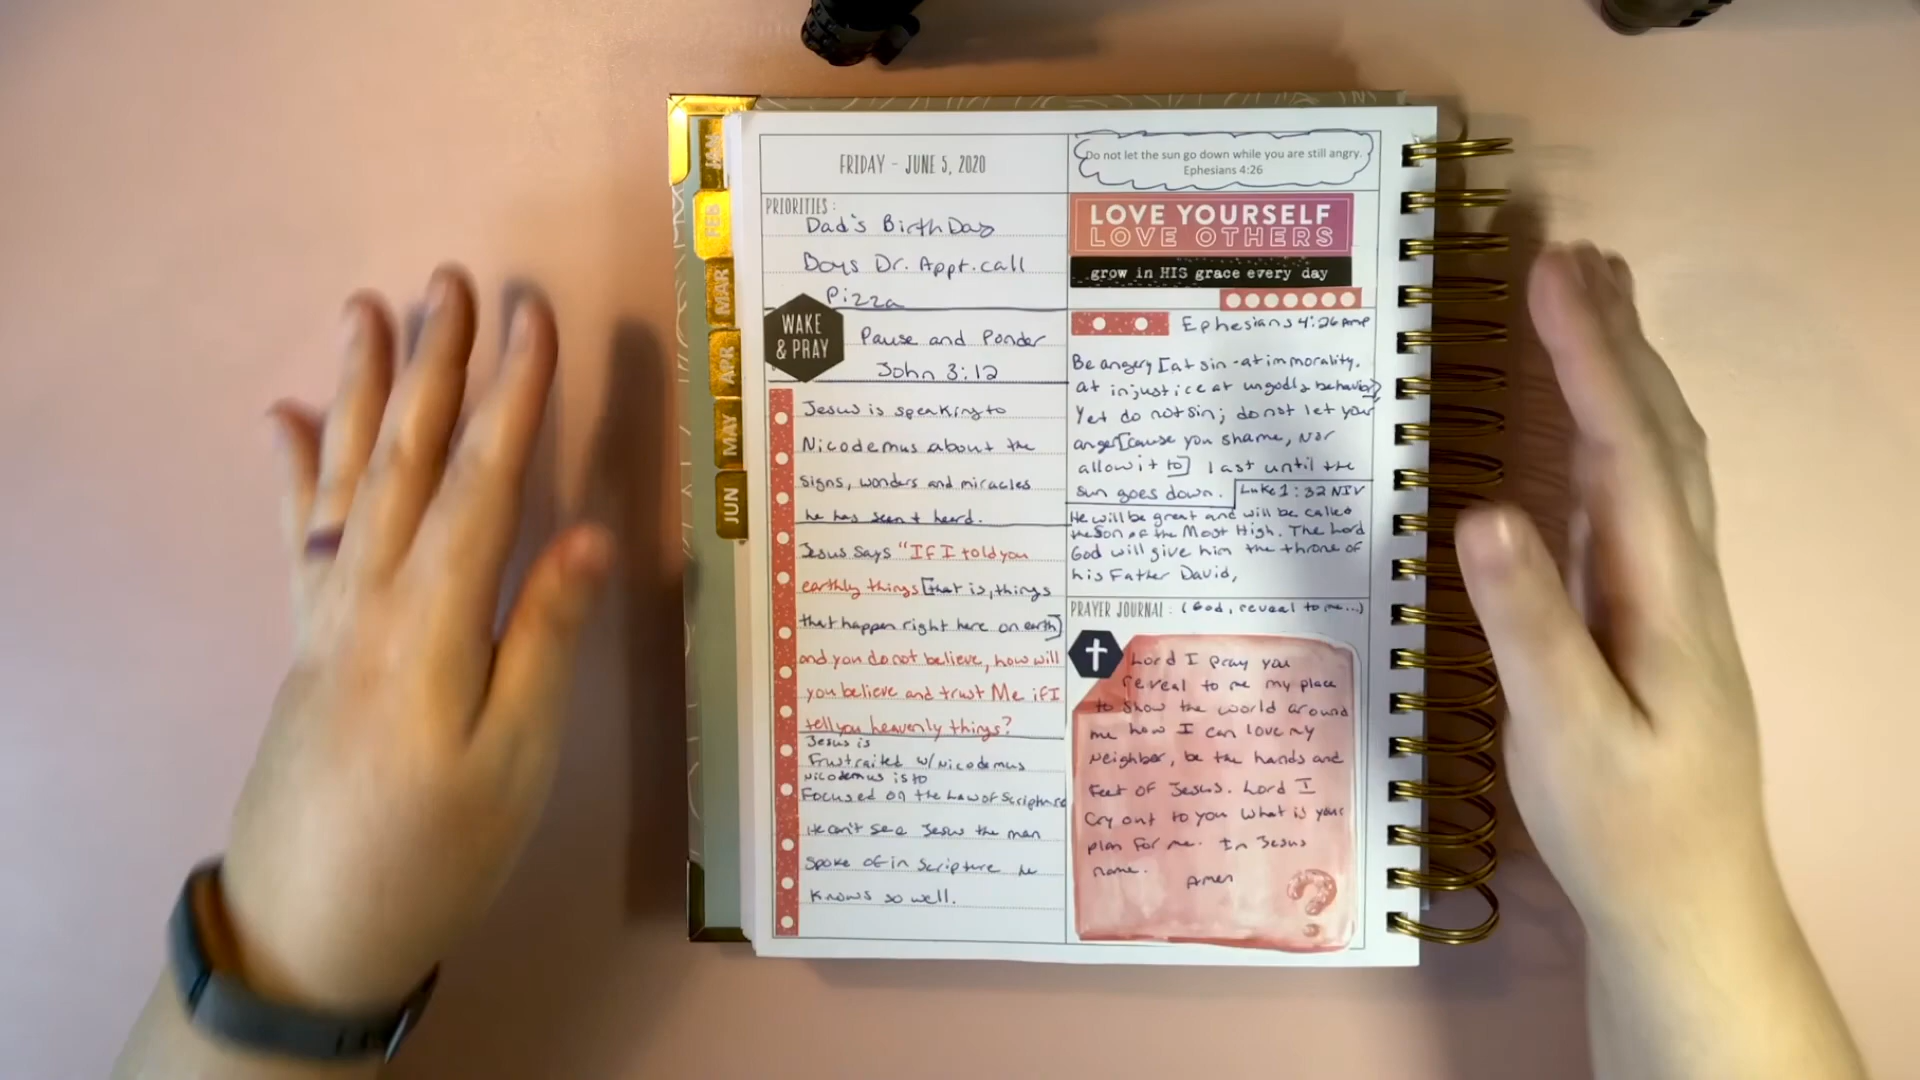 JAN
FEB
MAR
APR
MAY
JUN
FRIDAY - JUNE 5, 2020
PRIORITIES:
Dad's BirthDay
Boys Dr. Appt. call
Pizza
WAKE
& PRAY
Pause and Ponder
John 3:12
Jesus is speaking to
Nicodemus about the
signs, wonders and miracles
he has seen + heard.
Jesus says "If I told you
earthly things [that is, things
that happen right here on earth]
and you do not believe, how will
you believe and trust Me if I
tell you heavenly things?
Jesus is
Frustraited w/ Nicodemus
Nicodemus is to
Focused on the Law of Scripture
He can't see Jesus the man
Spoke of in Scripture he
knows so well.
Do not let the sun go down while you are still angry.
Ephesians 4:26
LOVE YOURSELF
LOVE OTHERS
grow in HIS grace every day
Ephesians 4:26 AMP
Be angery [at sin - at immorality,
at injustice at ungodly behavior],
Yet do not sin; do not let your
anger [cause you shame, nor
allow it to] last until the
sun goes down.
Luke 1:32 NIV
He will be great and will be called
the Son of the Most High. The Lord
God will give him the throne of
his Father David,
PRAYER JOURNAL: (God, reveal to me...)
Lord I pray you
reveal to me my place
to show the world around
me how I can love my
Neighbor, be the hands and
Feet of Jesus. Lord I
Cry out to you what is your
plan for me. In Jesus
name.
Amen
?